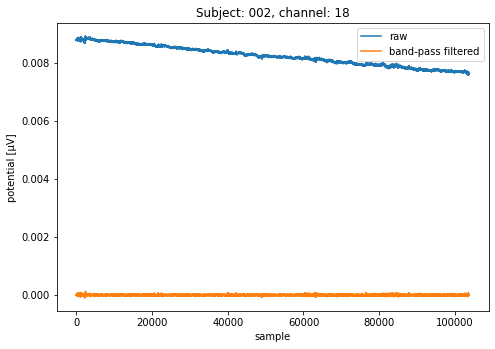 Subject: 002, channel: 18
raw
band-pass filtered
potential [µV]
0.008
0.006
0.004
0.002
0.000
0
20000
40000
60000
80000
100000
sample